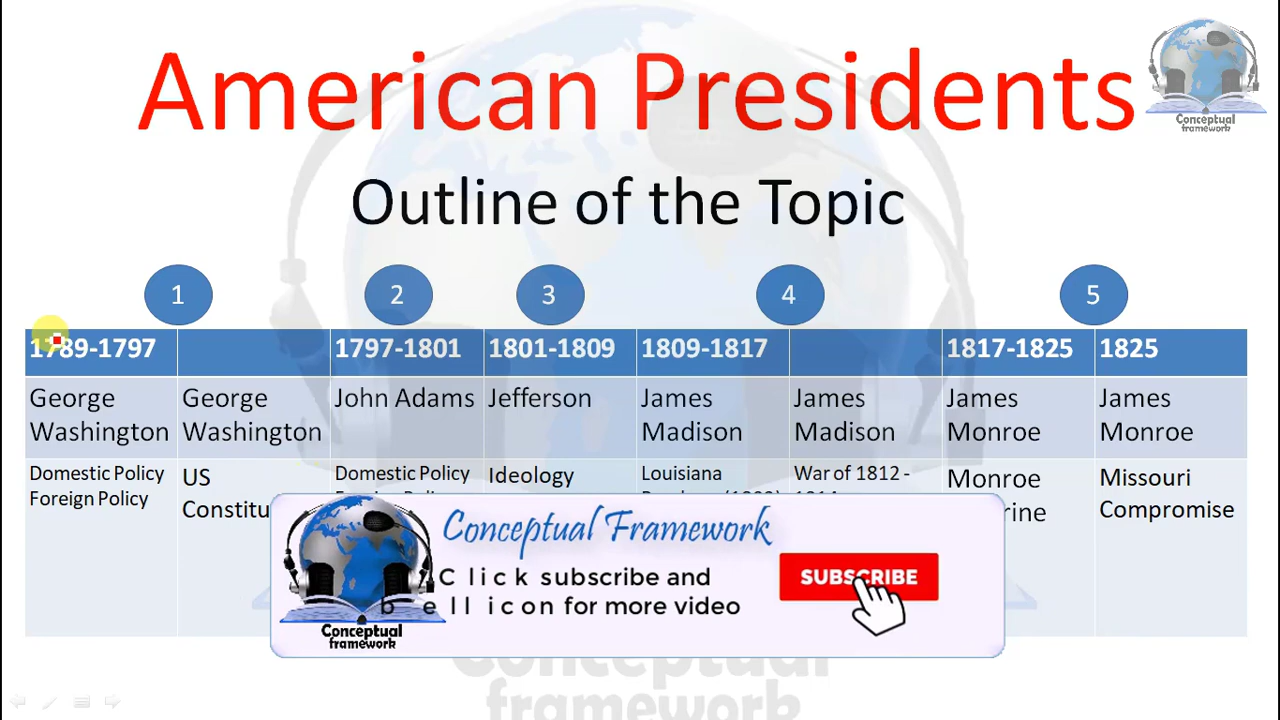 American Presidents
Conceptual
framework
Outline of the Topic
1
2
3
4
5
1789-1797
1797-1801
1801-1809
1809-1817
1817-1825
1825
George
Washington
George
Washington
John Adams
Jefferson
James
Madison
James
Madison
James
Monroe
James
Monroe
Domestic Policy
Foreign Policy
US
Domestic Policy
Ideology
Louisiana
War of 1812 -
Monroe
Missouri
Compromise
Conceptual Framework
Click subscribe and
bell icon for more video
SUBSCRIBE
Conceptual
framework
Conceptual
framework